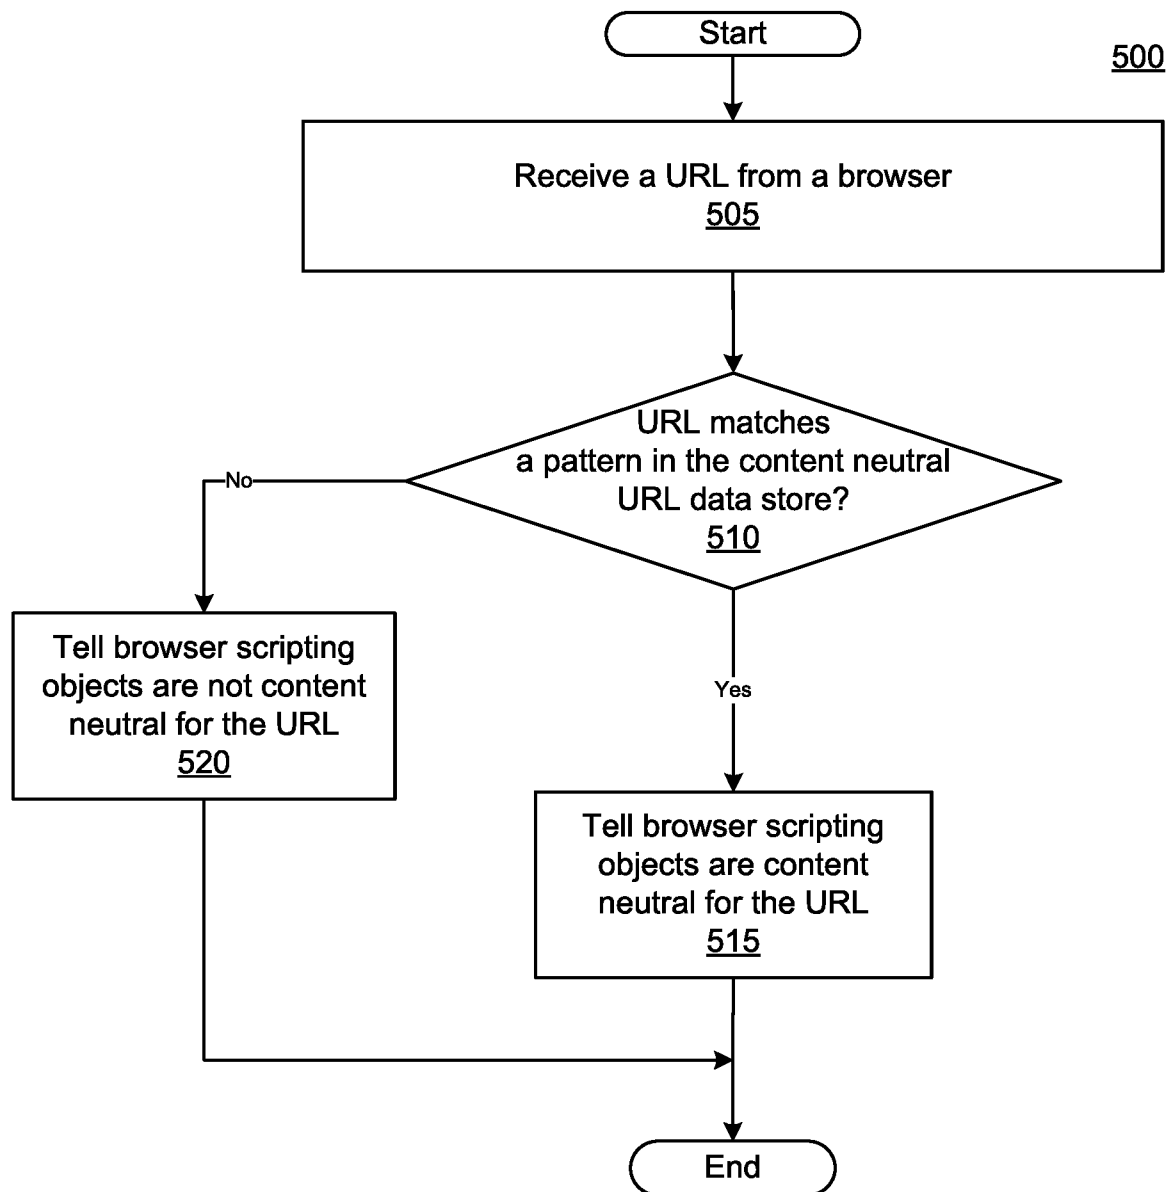 Start
500
Receive a URL from a browser
505
URL matches
a pattern in the content neutral
URL data store?
510
No
Tell browser scripting
objects are not content
neutral for the URL
520
Yes
Tell browser scripting
objects are content
neutral for the URL
515
End